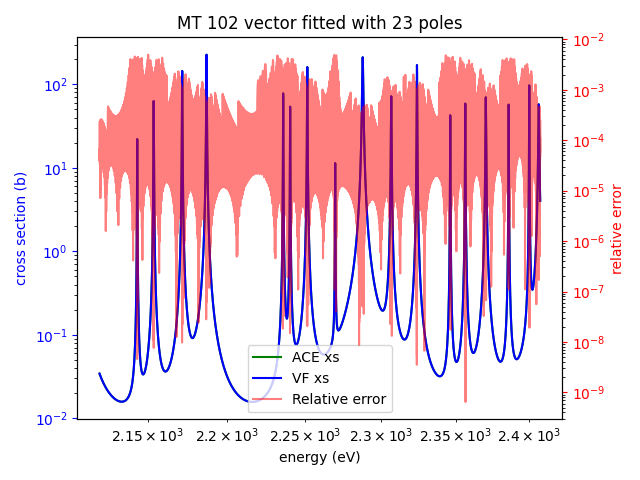 MT 102 vector fitted with 23 poles
cross section (b)
10²
10¹
10⁰
10⁻¹
10⁻²
10⁻²
10⁻³
10⁻⁴
10⁻⁵
10⁻⁶
10⁻⁷
10⁻⁸
10⁻⁹
relative error
ACE xs
VF xs
Relative error
2.15 × 10³ 2.2 × 10³ 2.25 × 10³ 2.3 × 10³ 2.35 × 10³ 2.4 × 10³
energy (eV)